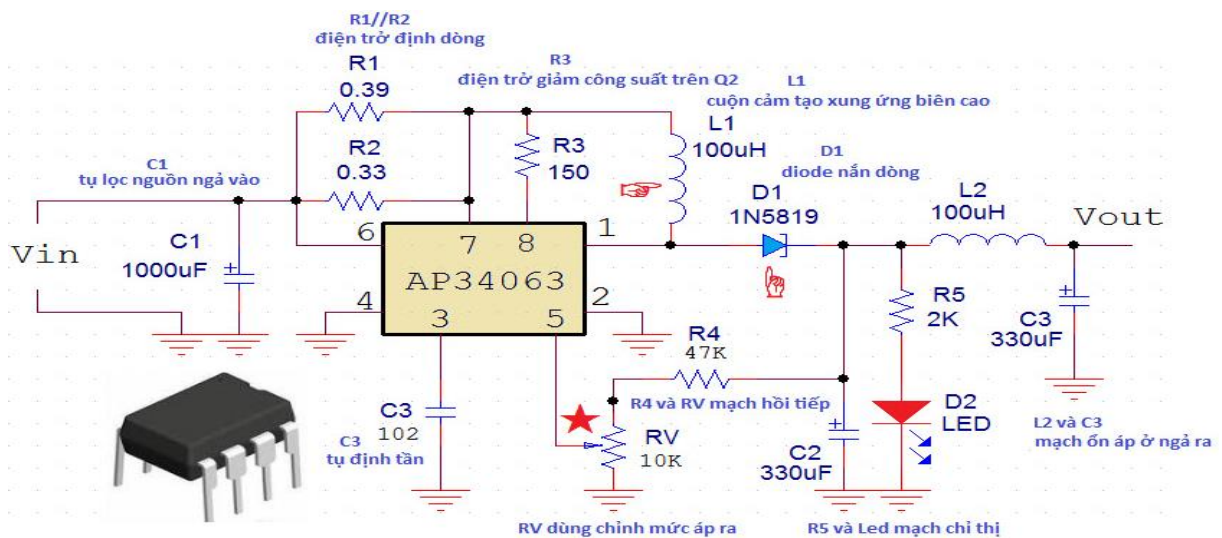 R1//R2
điện trở định dòng
R1
0.39
R3
điện trở giảm công suất trên Q2
L1
cuộn cảm tạo xung ứng biên cao
R2
0.33
R3
150
L1
100uH
D1
diode nắn dòng
C1
tụ lọc nguồn ngả vào
D1
1N5819
L2
100uH
Vout
Vin
C1
1000uF
6
7
8
1
AP34063
4
3
5
2
R5
2K
C3
330uF
R4
47K
R4 và RV mạch hồi tiếp
C3
102
C3
tụ định tần
RV
10K
C2
330uF
D2
LED
L2 và C3
mạch ổn áp ở ngả ra
RV dùng chỉnh mức áp ra
R5 và Led mạch chỉ thị